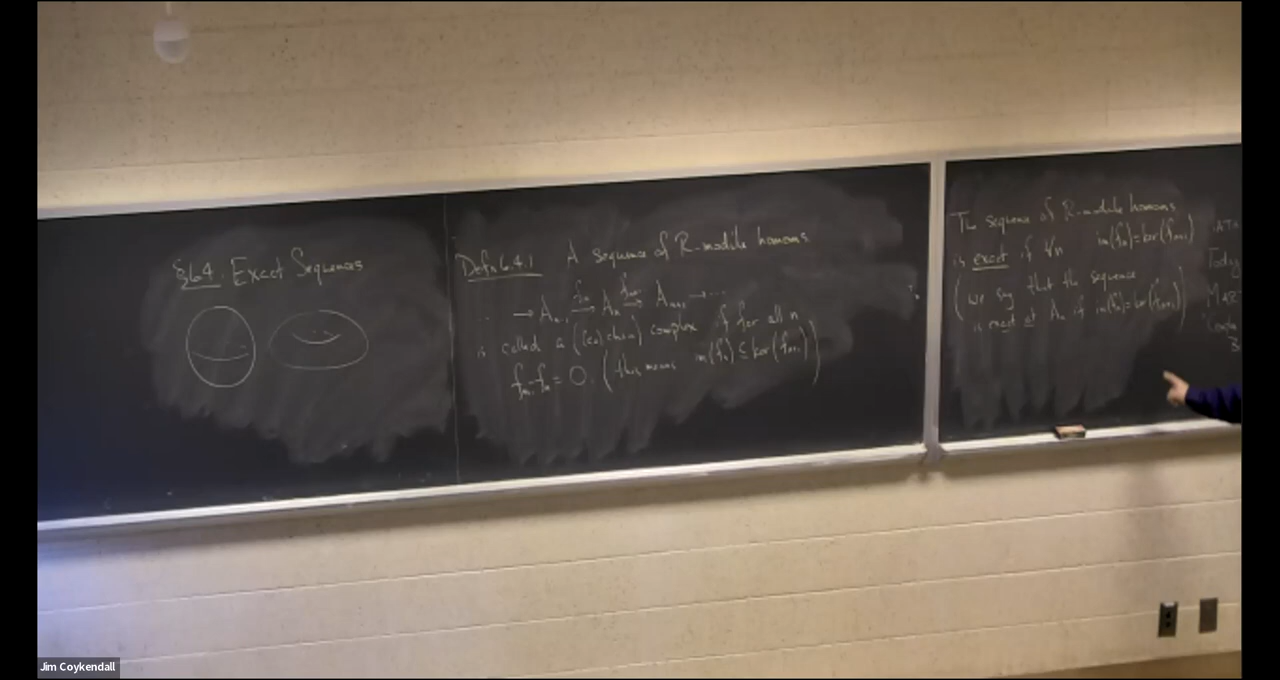 §6.4. Exact Sequences
Defn 6.4.1 A sequence of R-module homoms
→ Aₙ₋₁ →(fₙ) Aₙ →(fₙ₊₁) Aₙ₊₁ → ⋯
is called a ((co)chain) complex if for all n
fₙ₊₁fₙ = 0. (this means im(fₙ) ⊆ ker(fₙ₊₁))
The sequence of R-module homoms
is exact if ∀n im(fₙ)=ker(fₙ₊₁)
(we say that the sequence
is exact at Aₙ if im(fₙ)=ker(fₙ₊₁))
Today
Jim Coykendall